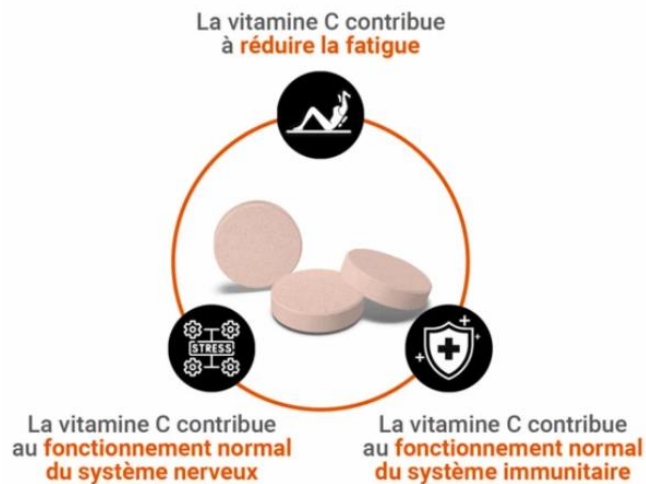 La vitamine C contribue
à réduire la fatigue
STRESS
La vitamine C contribue
au fonctionnement normal
du système nerveux
La vitamine C contribue
au fonctionnement normal
du système immunitaire